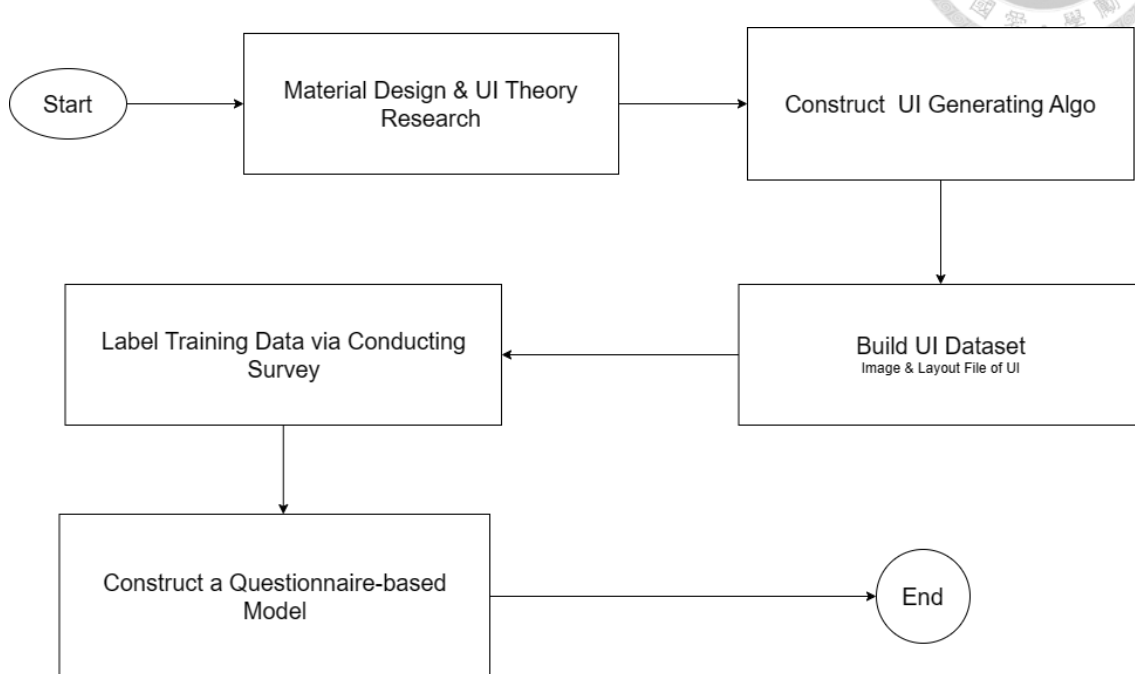 Start
Material Design & UI Theory
Research
Construct UI Generating Algo
Label Training Data via Conducting
Survey
Build UI Dataset
Image & Layout File of UI
Construct a Questionnaire-based
Model
End